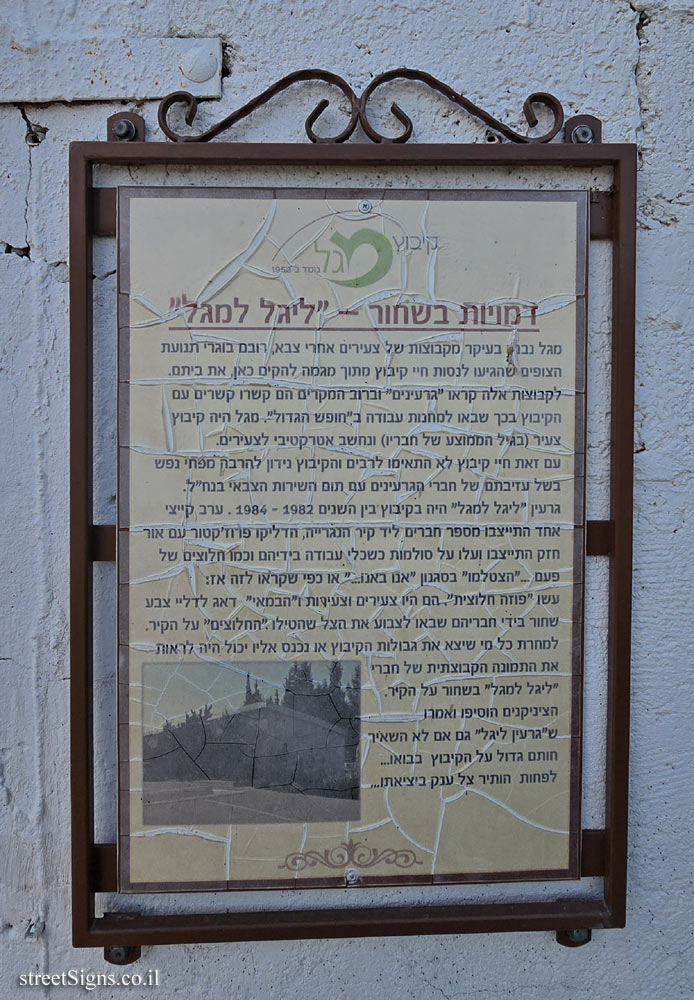 קיבוץ
מגל
נוסד ב-1953
דמויות בשחור – "ליגל למגל"
מגל נבנה בעיקר מקבוצות של צעירים אחרי צבא, רובם בוגרי תנועת
הצופים שהגיעו לנסות חיי קיבוץ מתוך מגמה להקים כאן, את ביתם.
לקבוצות אלה קראו "גרעינים" וברוב המקרים הם קשרו קשרים עם
הקיבוץ בכך שבאו למחנות עבודה ב"חופש הגדול". מגל היה קיבוץ
צעיר (בגיל הממוצע של חבריו) ונחשב אטרקטיבי לצעירים.
עם זאת חיי קיבוץ לא התאימו לרבים והקיבוץ נידון להרבה מפחי נפש
בשל עזיבתם של חברי הגרעינים עם תום השירות הצבאי בנח"ל.
גרעין "ליגל למגל" היה בקיבוץ בין השנים 1982 - 1984 . ערב קייצי
אחד התייצבו מספר חברים ליד קיר הנגרייה, הדליקו פרוז'קטור עם אור
חזק התייצבו ועלו על סולמות כשכלי עבודה בידיהם וכמו חלוצים של
פעם ..."הצטלמו" בסגנון "אנו באנו..." או כפי שקראו לזה אז:
עשו "פוזה חלוצית", הם היו צעירים וצעירות ו"הבמאי" דאג לדליי צבע
שחור בידי חבריהם שבאו לצבוע את הצל שהטילו "החלוצים" על הקיר.
למחרת כל מי שיצא את גבולות הקיבוץ או נכנס אליו יכול היה לראות
את התמונה הקבוצתית של חברי
"ליגל למגל" בשחור על הקיר.
הציניקנים הוסיפו ואמרו
ש"גרעין ליגל" גם אם לא השאיר
חותם גדול על הקיבוץ בבואו...
לפחות הותיר צל ענק ביציאתו...
streetSigns.co.il